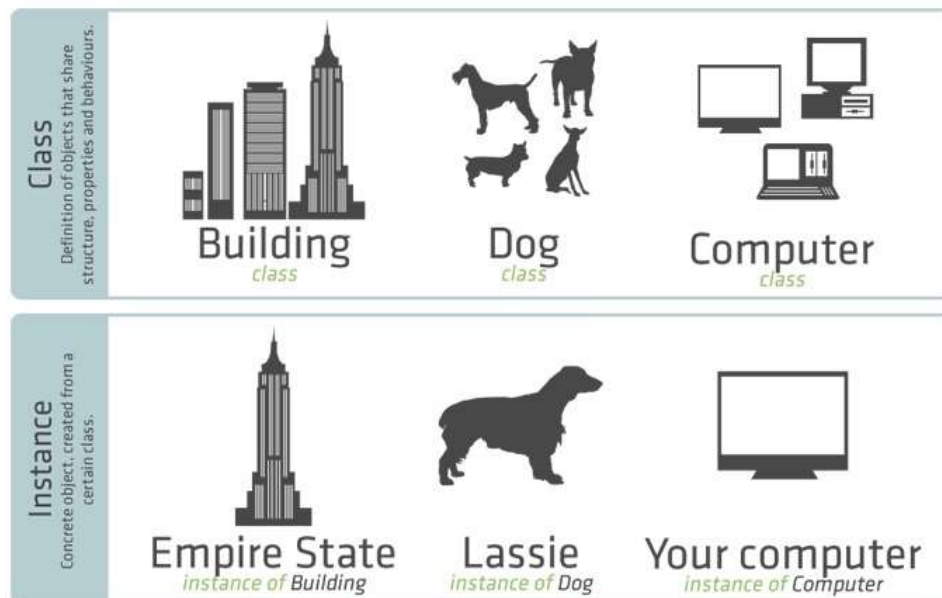 Class
Definition of objects that share
structure, properties and behaviours.
Building
class
Dog
class
Computer
class
Instance
Concrete object, created from a
certain class.
Empire State
instance of Building
Lassie
instance of Dog
Your computer
instance of Computer